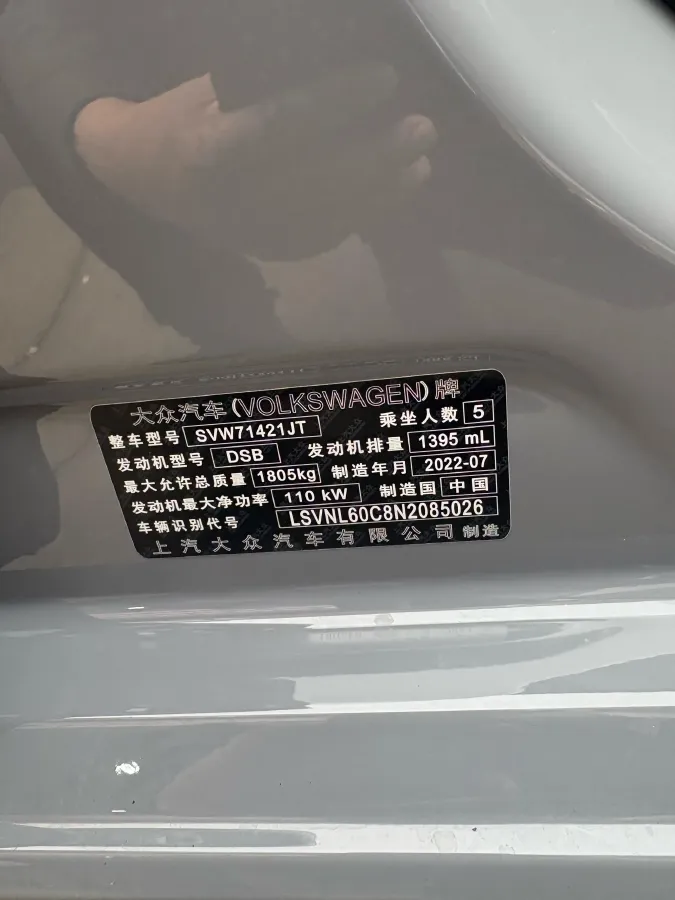 大众汽车(VOLKSWAGEN)牌
整车型号 SVW71421JT 乘坐人数 5
发动机型号 DSB 发动机排量 1395 mL
最大允许总质量 1805kg 制造年月 2022-07
发动机最大净功率 110 kW 制造国 中国
车辆识别代号 LSVNL60C8N2085026
上汽大众汽车有限公司制造